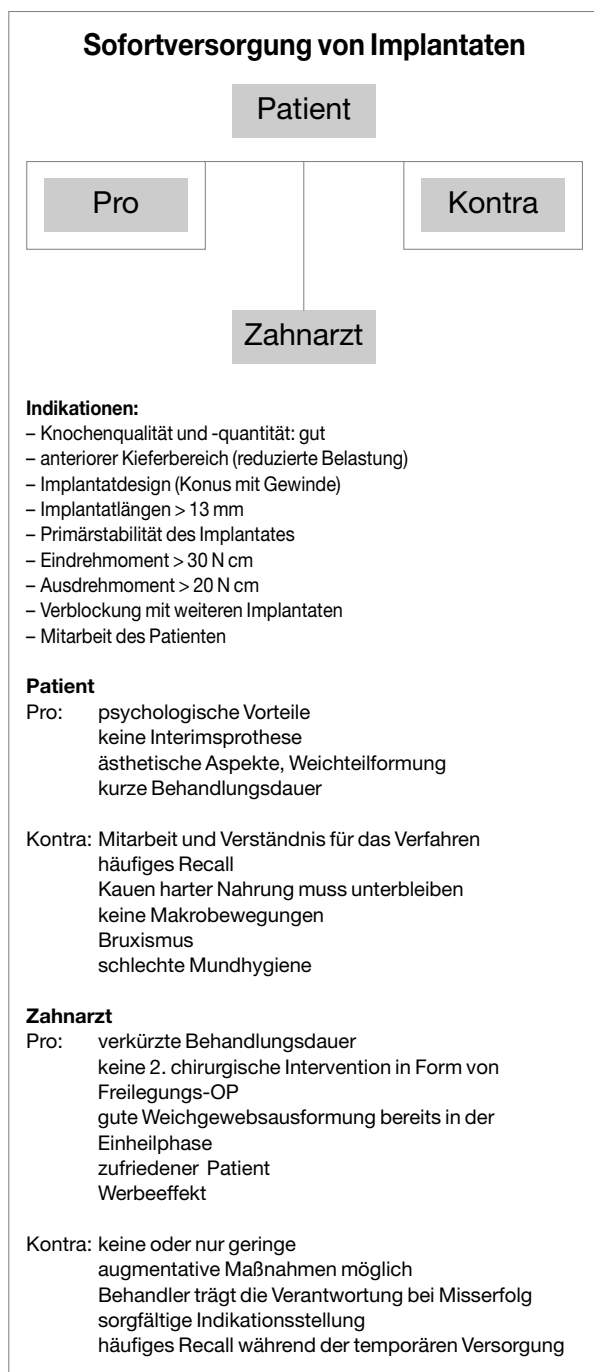 Sofortversorgung von Implantaten
Patient
Pro
Kontra
Zahnarzt
Indikationen:
– Knochenqualität und -quantität: gut
– anteriorer Kieferbereich (reduzierte Belastung)
– Implantatdesign (Konus mit Gewinde)
– Implantatlängen > 13 mm
– Primärstabilität des Implantates
– Eindrehmoment > 30 N cm
– Ausdrehmoment > 20 N cm
– Verblockung mit weiteren Implantaten
– Mitarbeit des Patienten
Patient
Pro: psychologische Vorteile
keine Interimsprothese
ästhetische Aspekte, Weichteilformung
kurze Behandlungsdauer
Kontra: Mitarbeit und Verständnis für das Verfahren
häufiges Recall
Kauen harter Nahrung muss unterbleiben
keine Makrobewegungen
Bruxismus
schlechte Mundhygiene
Zahnarzt
Pro: verkürzte Behandlungsdauer
keine 2. chirurgische Intervention in Form von
Freilegungs-OP
gute Weichgewebsausformung bereits in der
Einheilphase
zufriedener Patient
Werbeeffekt
Kontra: keine oder nur geringe
augmentative Maßnahmen möglich
Behandler trägt die Verantwortung bei Misserfolg
sorgfältige Indikationsstellung
häufiges Recall während der temporären Versorgung